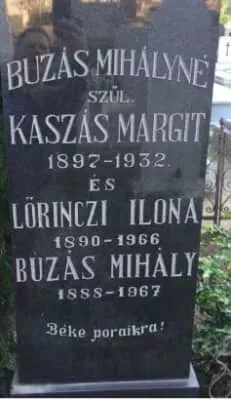 BUZÁS MIHÁLYNÉ
SZÜL.
KASZÁS MARGIT
1897-1932.
ÉS
LŐRINCZI ILONA
1890-1966
BUZÁS MIHÁLY
1888-1967
Béke poraikra!